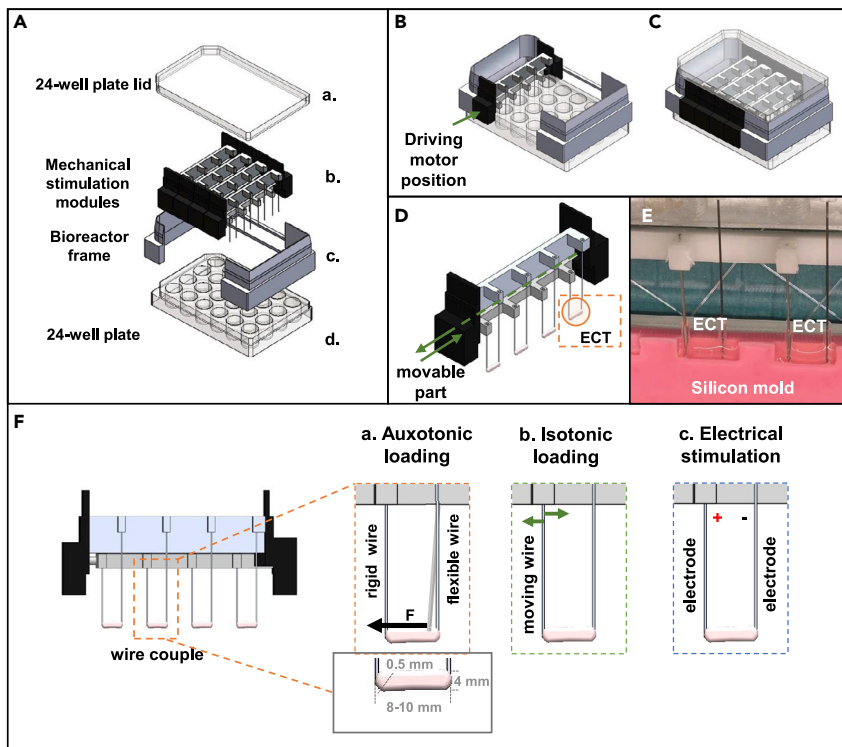 A
24-well plate lid
a.
Mechanical
stimulation
modules
b.
Bioreactor
frame
c.
24-well plate
d.
B
Driving
motor
position
C
D
movable
part
ECT
E
ECT
ECT
Silicon mold
F
wire couple
a. Auxotonic
loading
rigid wire
flexible wire
F
0.5 mm
4 mm
8-10 mm
b. Isotonic
loading
moving wire
c. Electrical
stimulation
+
-
electrode
electrode